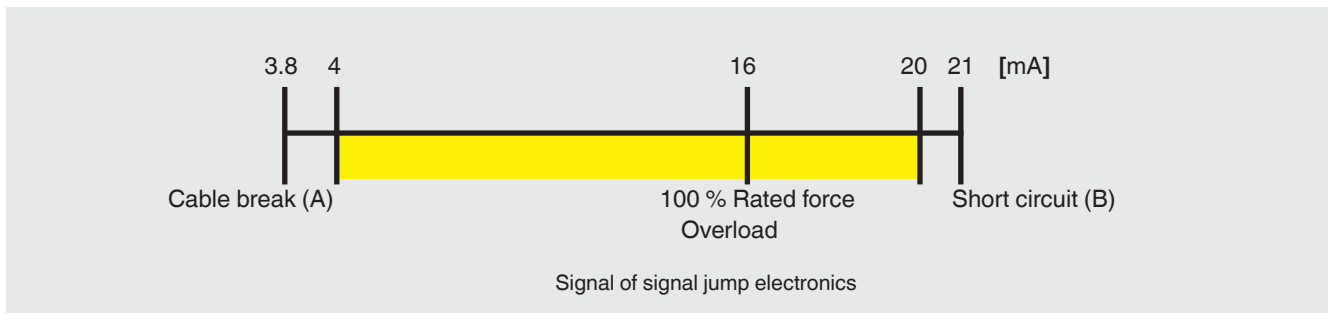 3.8 4 16 20 21 [mA]
Cable break (A) 100 % Rated force Short circuit (B)
Overload
Signal of signal jump electronics